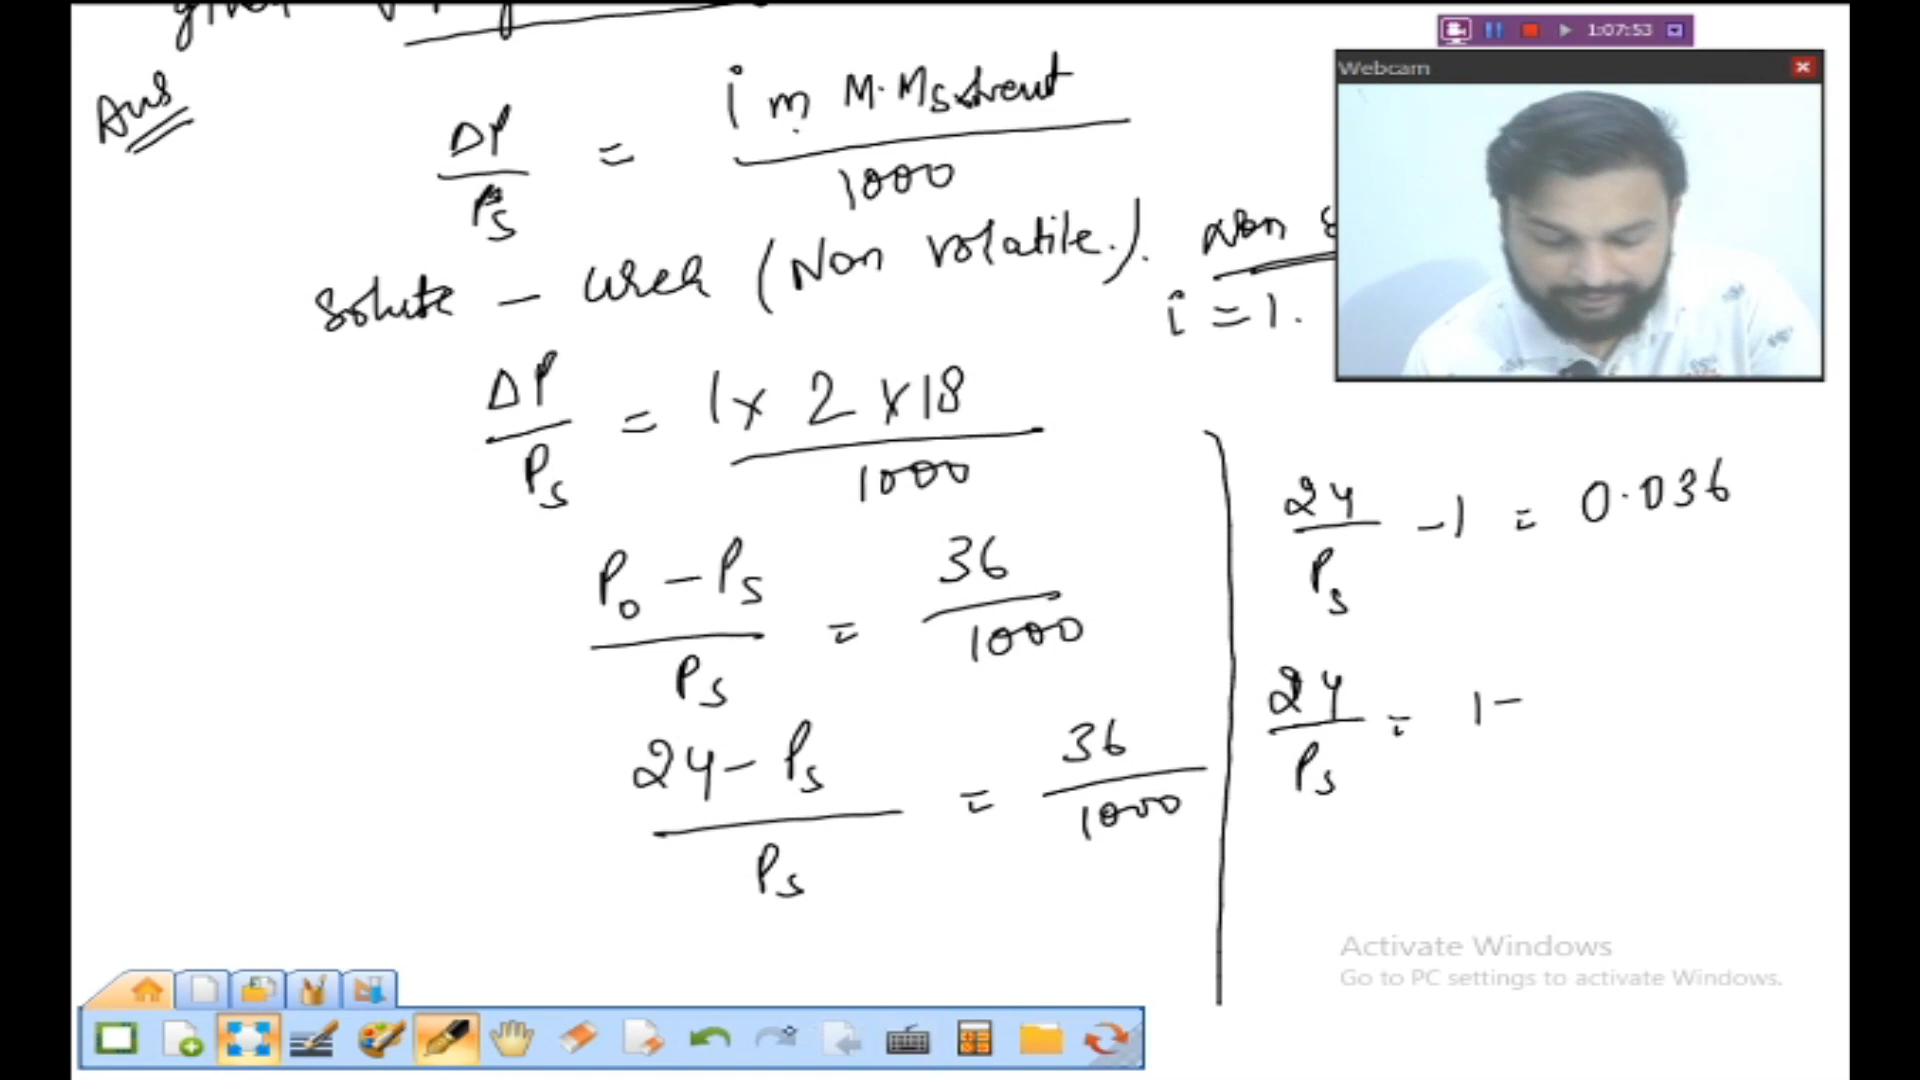 1:07:53
Webcam
Ans
ΔP/Ps = i m M.Msolvent/1000
Solute – Urea (Non volatile.). Non
i = 1.
ΔP/Ps = 1 x 2 x 18/1000
P₀ – Ps/Ps = 36/1000
24 – Ps/Ps = 36/1000
24/Ps – 1 = 0.036
24/Ps = 1 –
Activate Windows
Go to PC settings to activate Windows.